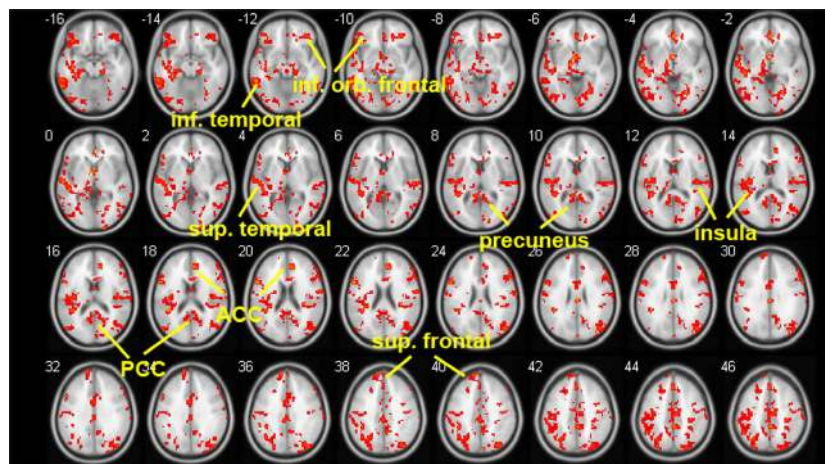 -16 -14 -12 -10 -8 -6 -4 -2
inf. orb. frontal
inf. temporal
0 2 4 6 8 10 12 14
sup. temporal
precuneus
insula
16 18 20 22 24 26 28 30
ACC
sup. frontal
PCC
32 34 36 38 40 42 44 46